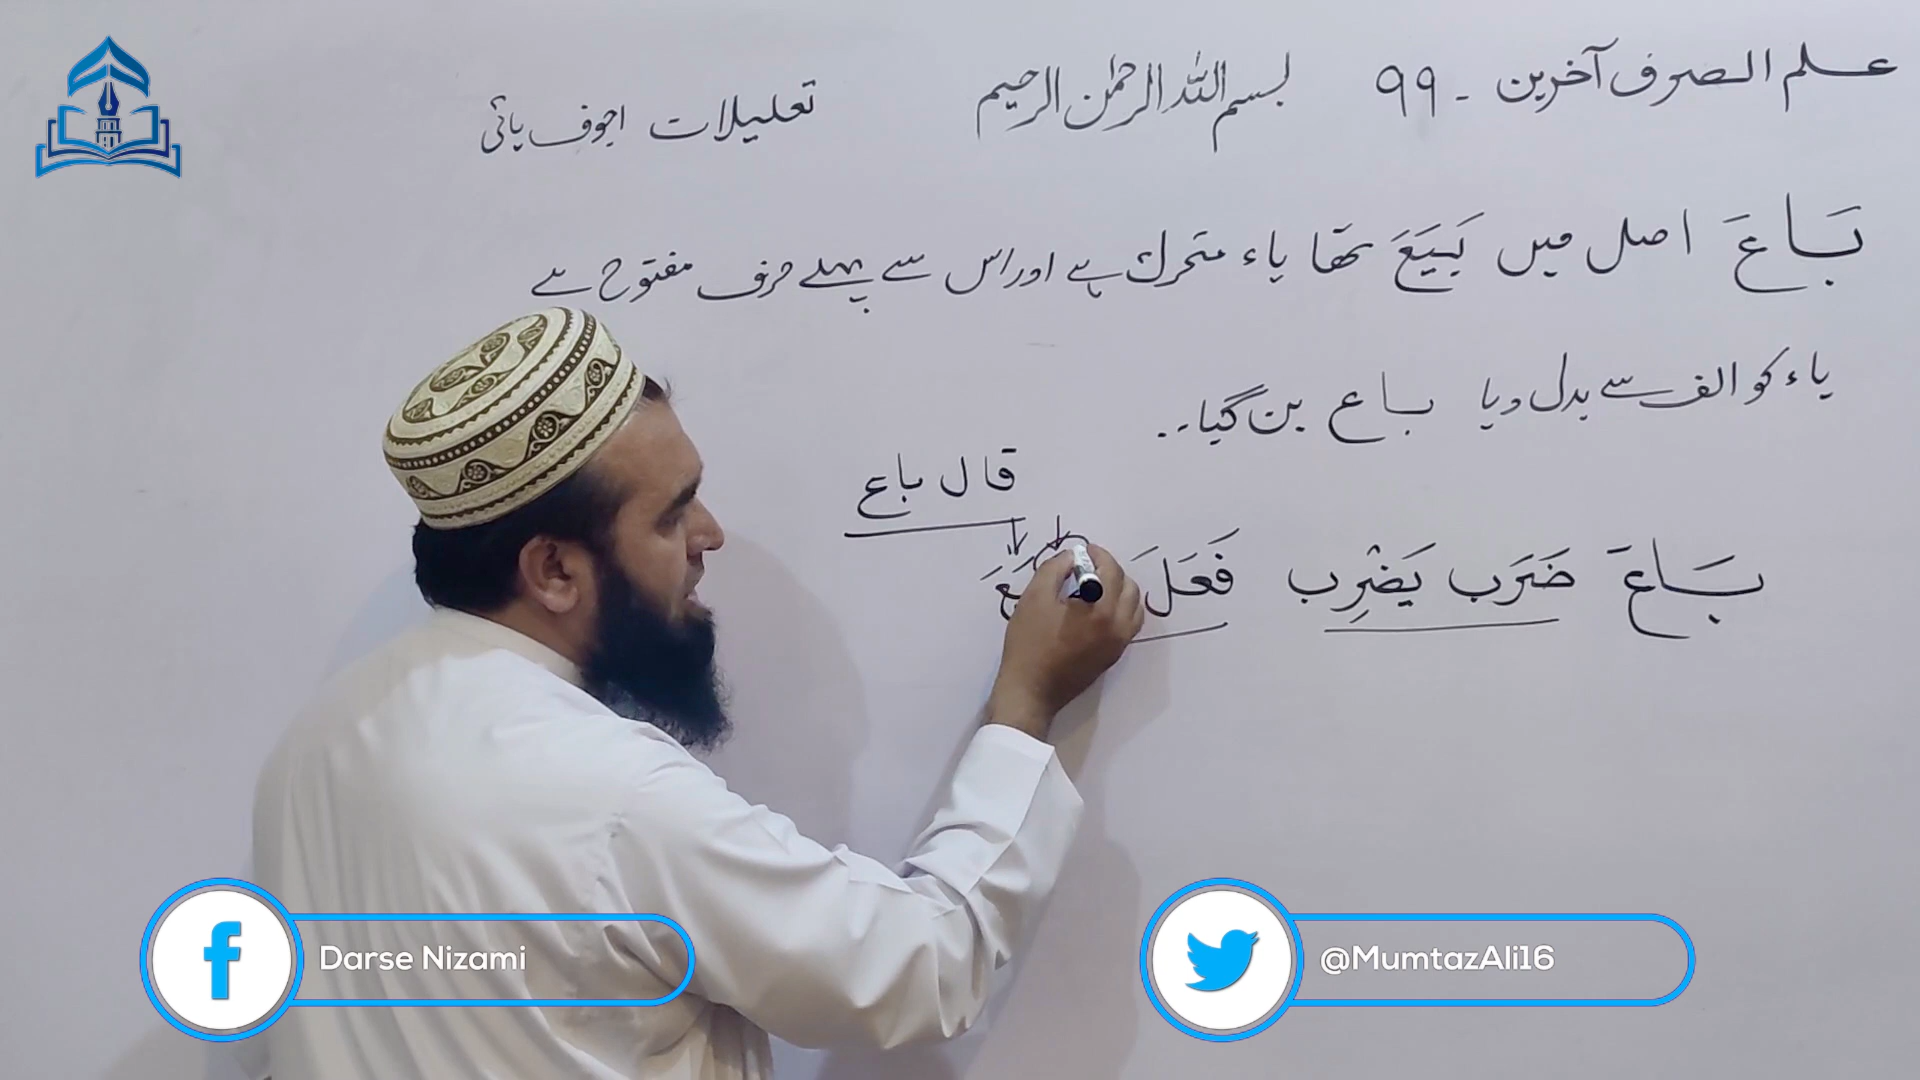 علم الصرف آخرین - ۹۹ بسم اللہ الرحمٰن الرحیم تعلیلات اجوف یائی
بَاعَ اصل میں بَیَعَ تھا یاء متحرک ہے اور اس سے پہلے حرف مفتوح ہے
یاء کو الف سے بدل دیا باع بن گیا۔
قال باع
بَاعَ ضَرَب یَضْرِب فَعَلَ
Darse Nizami
@MumtazAli16